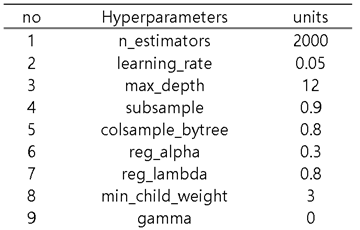 no Hyperparameters units
1 n_estimators 2000
2 learning_rate 0.05
3 max_depth 12
4 subsample 0.9
5 colsample_bytree 0.8
6 reg_alpha 0.3
7 reg_lambda 0.8
8 min_child_weight 3
9 gamma 0